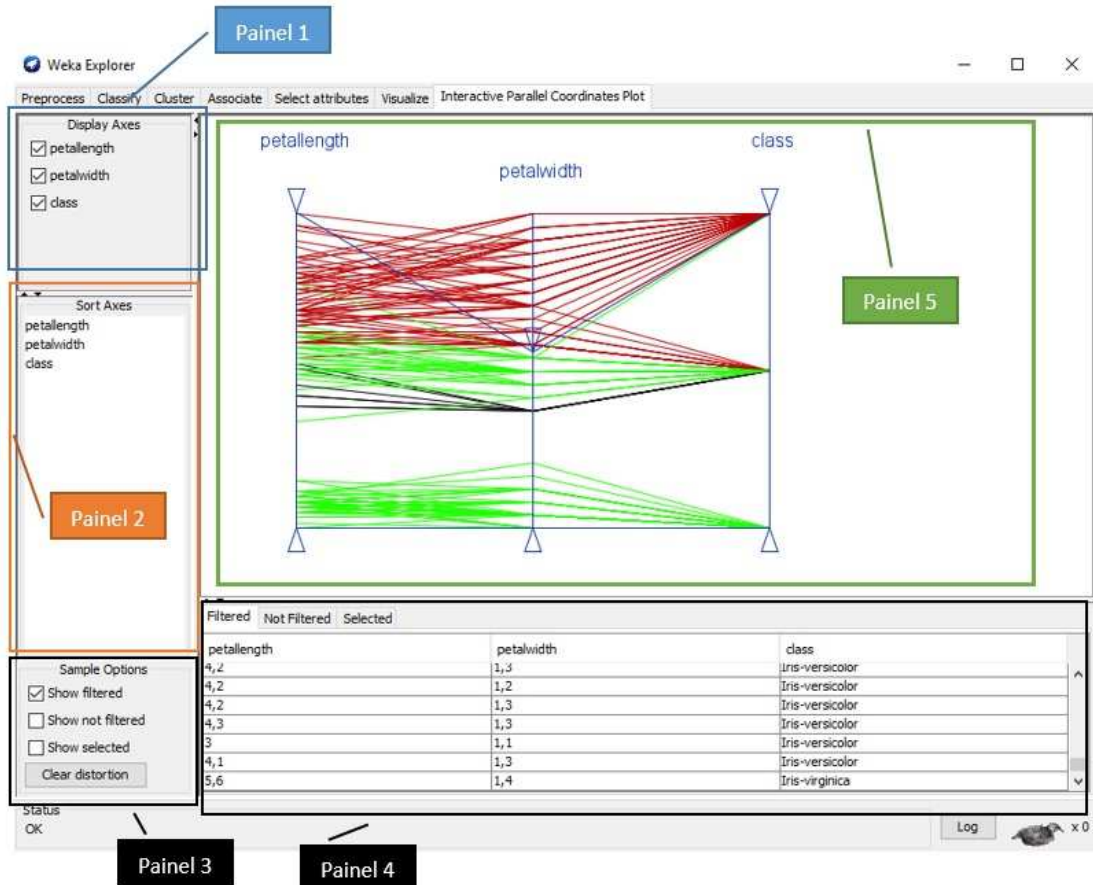 Painel 1
Weka Explorer
Preprocess Classify Cluster Associate Select attributes Visualize Interactive Parallel Coordinates Plot
Display Axes
petallength
petalwidth
class
petallength
petalwidth
class
Painel 5
Sort Axes
petallength
petalwidth
class
Painel 2
Sample Options
Show filtered
Show not filtered
Show selected
Clear distortion
Filtered Not Filtered Selected
petallength petalwidth class
4,2 1,3 Iris-versicolor
4,2 1,2 Iris-versicolor
4,2 1,3 Iris-versicolor
4,3 1,3 Iris-versicolor
3 1,1 Iris-versicolor
4,1 1,3 Iris-versicolor
5,6 1,4 Iris-virginica
Status
OK
Log
x 0
Painel 3
Painel 4